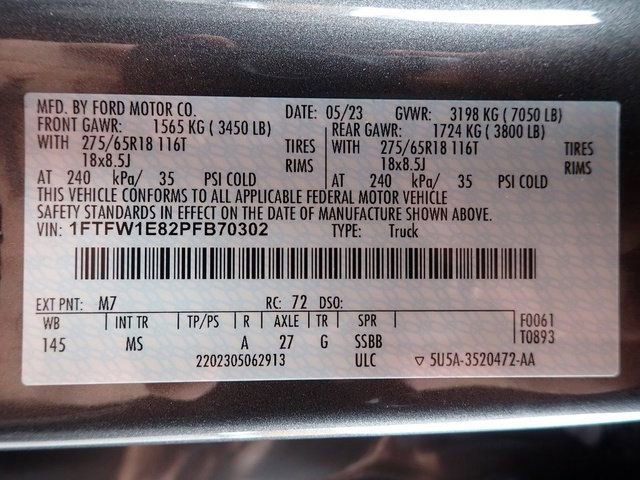 MFD. BY FORD MOTOR CO. DATE: 05/23 GVWR: 3198 KG ( 7050 LB)
FRONT GAWR: 1565 KG ( 3450 LB) REAR GAWR: 1724 KG ( 3800 LB)
WITH 275/65R18 116T TIRES WITH 275/65R18 116T TIRES
18x8.5J RIMS 18x8.5J RIMS
AT 240 kPa/ 35 PSI COLD AT 240 kPa/ 35 PSI COLD
THIS VEHICLE CONFORMS TO ALL APPLICABLE FEDERAL MOTOR VEHICLE
SAFETY STANDARDS IN EFFECT ON THE DATE OF MANUFACTURE SHOWN ABOVE.
VIN: 1FTFW1E82PFB70302 TYPE: Truck
EXT PNT: M7 RC: 72 DSO:
WB INT TR TP/PS R AXLE TR SPR F0061
145 MS A 27 G SSBB T0893
2202305062913 ULC ▽ 5U5A-3520472-AA